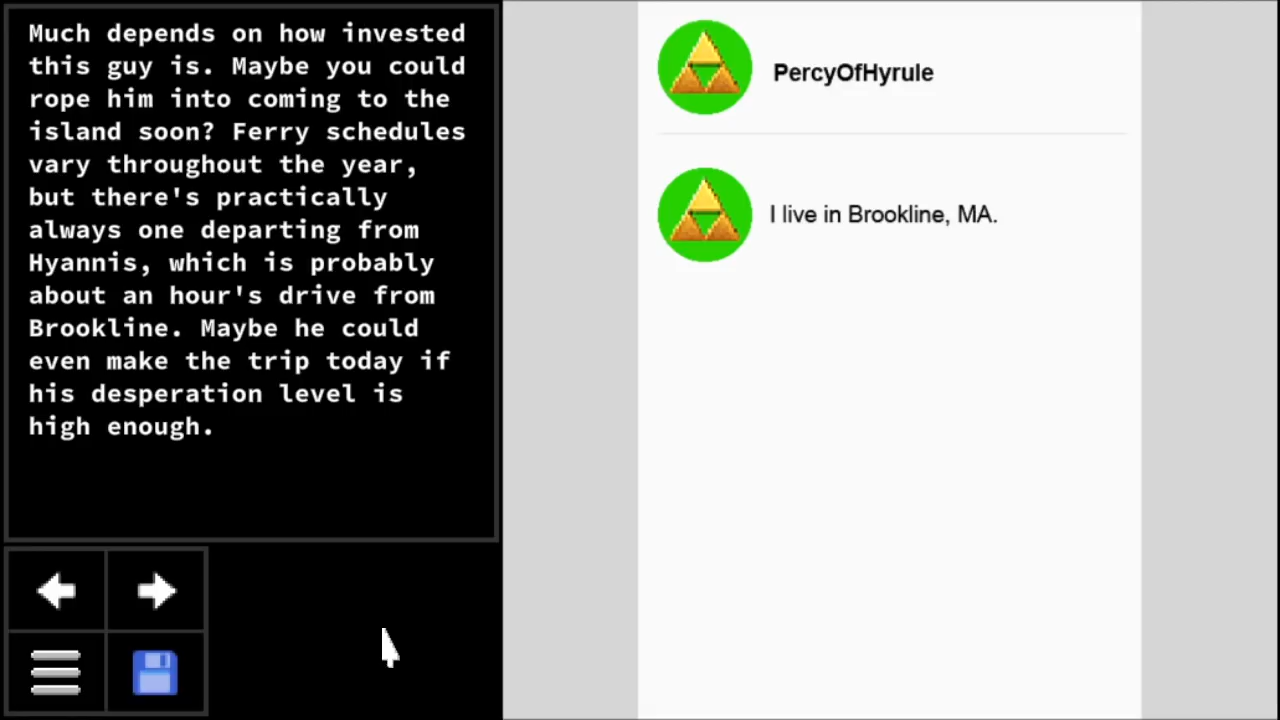 Much depends on how invested
this guy is. Maybe you could
rope him into coming to the
island soon? Ferry schedules
vary throughout the year,
but there's practically
always one departing from
Hyannis, which is probably
about an hour's drive from
Brookline. Maybe he could
even make the trip today if
his desperation level is
high enough.
PercyOfHyrule
I live in Brookline, MA.